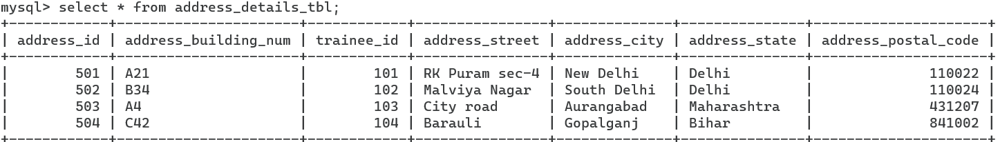 mysql> select * from address_details_tbl;
+------------+----------------------+------------+----------------+--------------+---------------+---------------------+
| address_id | address_building_num | trainee_id | address_street | address_city | address_state | address_postal_code |
+------------+----------------------+------------+----------------+--------------+---------------+---------------------+
|        501 | A21                  |        101 | RK Puram sec-4 | New Delhi    | Delhi         |              110022 |
|        502 | B34                  |        102 | Malviya Nagar  | South Delhi  | Delhi         |              110024 |
|        503 | A4                   |        103 | City road      | Aurangabad   | Maharashtra   |              431207 |
|        504 | C42                  |        104 | Barauli        | Gopalganj    | Bihar         |              841002 |
+------------+----------------------+------------+----------------+--------------+---------------+---------------------+